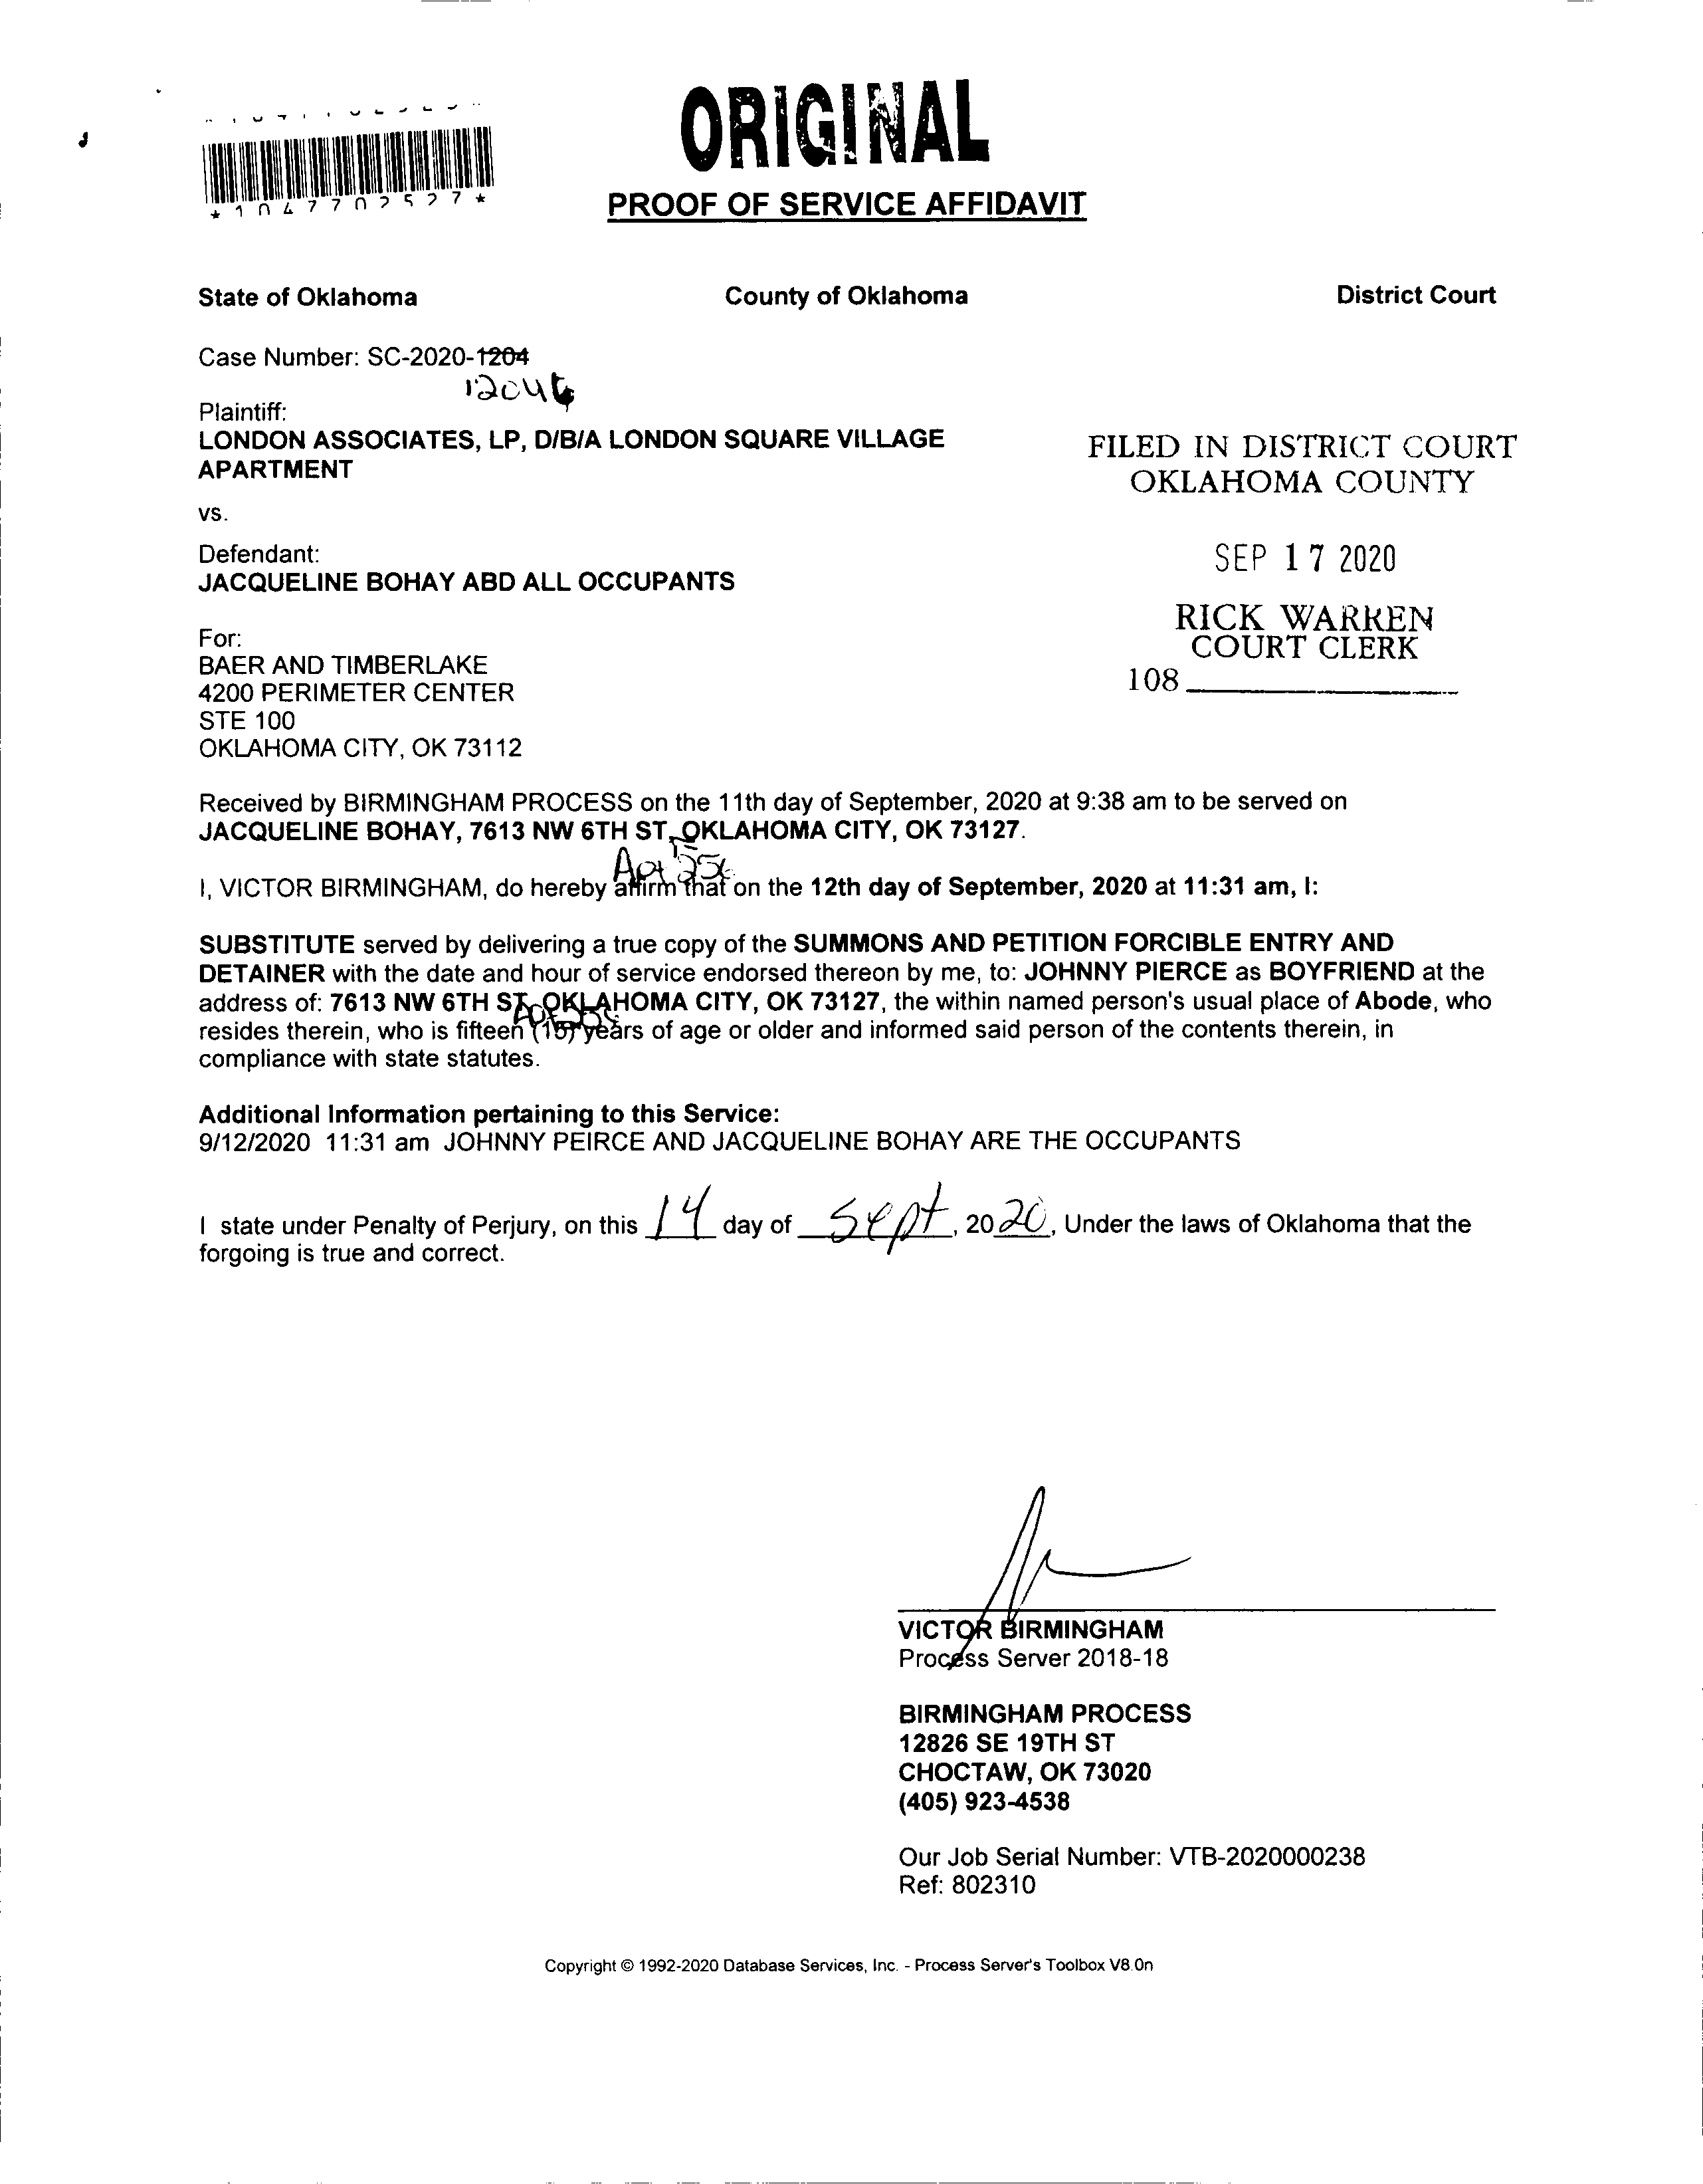 ORIGINAL
*1047702527*
PROOF OF SERVICE AFFIDAVIT
State of Oklahoma County of Oklahoma District Court
Case Number: SC-2020-1204
Plaintiff:
LONDON ASSOCIATES, LP, D/B/A LONDON SQUARE VILLAGE
APARTMENT
vs.
Defendant:
JACQUELINE BOHAY ABD ALL OCCUPANTS
FILED IN DISTRICT COURT
OKLAHOMA COUNTY
SEP 17 2020
RICK WARREN
COURT CLERK
108
For:
BAER AND TIMBERLAKE
4200 PERIMETER CENTER
STE 100
OKLAHOMA CITY, OK 73112
Received by BIRMINGHAM PROCESS on the 11th day of September, 2020 at 9:38 am to be served on
JACQUELINE BOHAY, 7613 NW 6TH ST, OKLAHOMA CITY, OK 73127.
Apt
I, VICTOR BIRMINGHAM, do hereby affirm that on the 12th day of September, 2020 at 11:31 am, I:
SUBSTITUTE served by delivering a true copy of the SUMMONS AND PETITION FORCIBLE ENTRY AND
DETAINER with the date and hour of service endorsed thereon by me, to: JOHNNY PIERCE as BOYFRIEND at the
address of: 7613 NW 6TH ST, OKLAHOMA CITY, OK 73127, the within named person's usual place of Abode, who
resides therein, who is fifteen (15) years of age or older and informed said person of the contents therein, in
compliance with state statutes.
Additional Information pertaining to this Service:
9/12/2020 11:31 am JOHNNY PEIRCE AND JACQUELINE BOHAY ARE THE OCCUPANTS
I state under Penalty of Perjury, on this 14 day of Sept, 2020, Under the laws of Oklahoma that the
forgoing is true and correct.
VICTOR BIRMINGHAM
Process Server 2018-18
BIRMINGHAM PROCESS
12826 SE 19TH ST
CHOCTAW, OK 73020
(405) 923-4538
Our Job Serial Number: VTB-2020000238
Ref: 802310
Copyright © 1992-2020 Database Services, Inc. - Process Server's Toolbox V8.0n